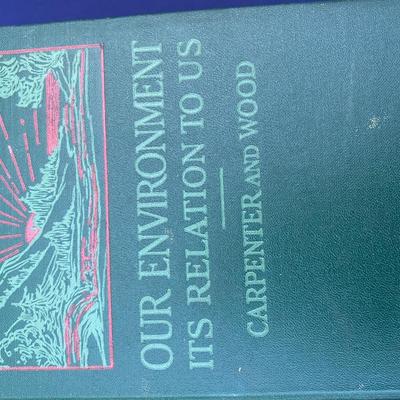 OUR ENVIRONMENT
ITS RELATION TO US
CARPENTER AND WOOD